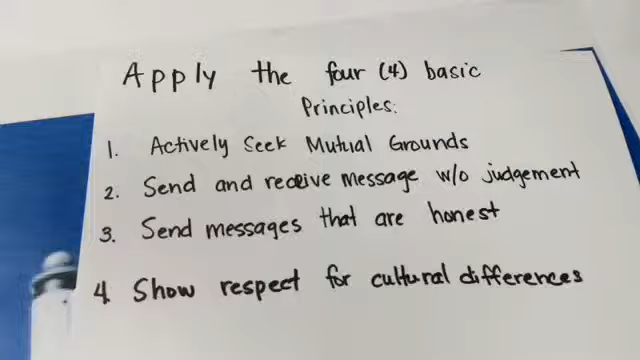 Apply the four (4) basic
Principles:
1. Actively Seek Mutual Grounds
2. Send and receive message w/o judgement
3. Send messages that are honest
4 Show respect for cultural differences